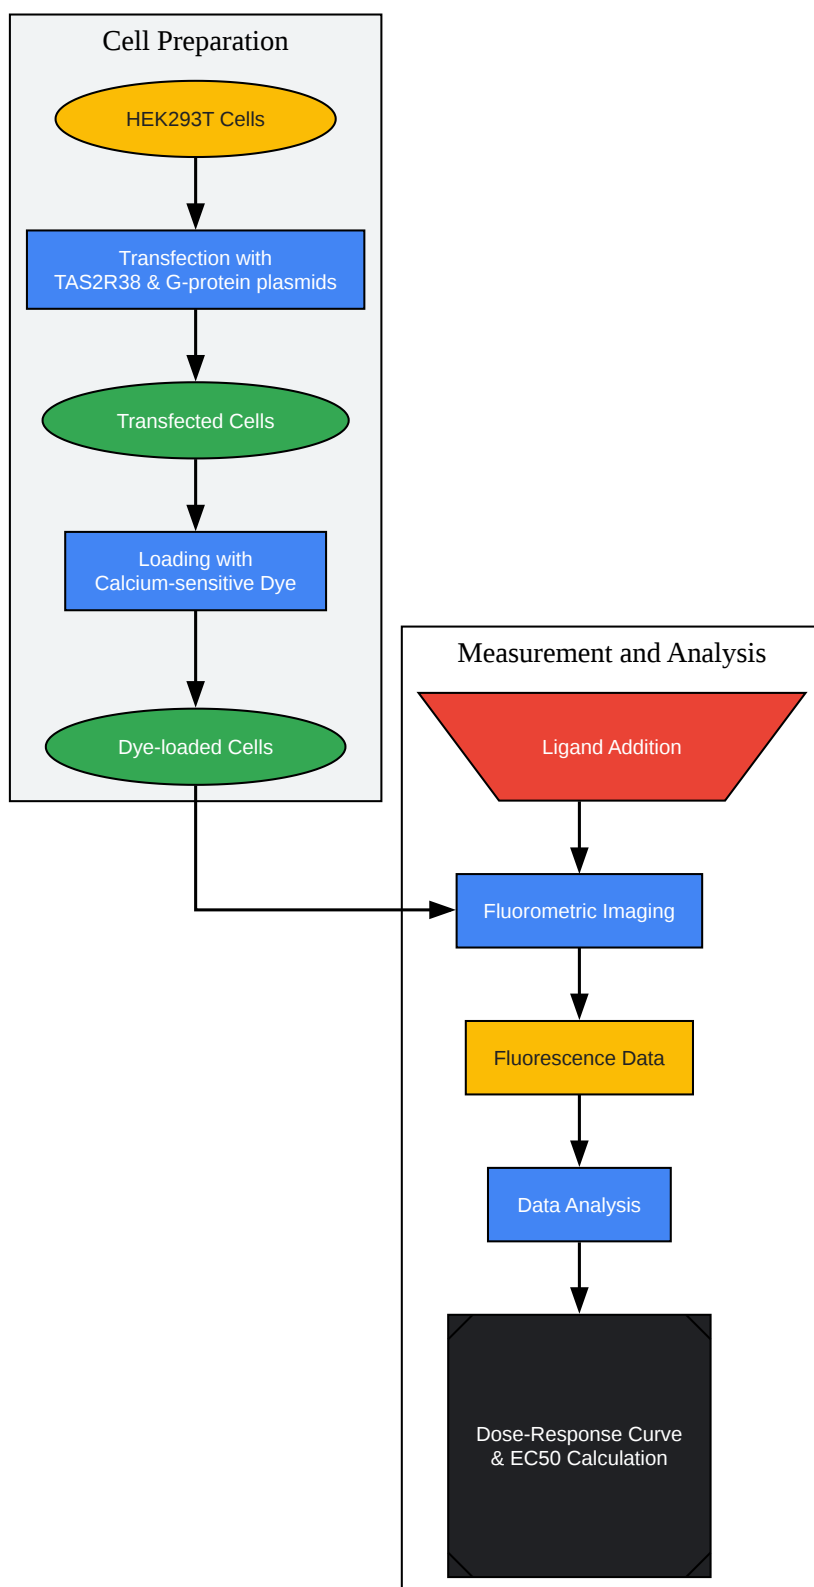 Cell Preparation
HEK293T Cells
Transfection with
TAS2R38 & G-protein plasmids
Transfected Cells
Loading with
Calcium-sensitive Dye
Dye-loaded Cells
Measurement and Analysis
Ligand Addition
Fluorometric Imaging
Fluorescence Data
Data Analysis
Dose-Response Curve
& EC50 Calculation